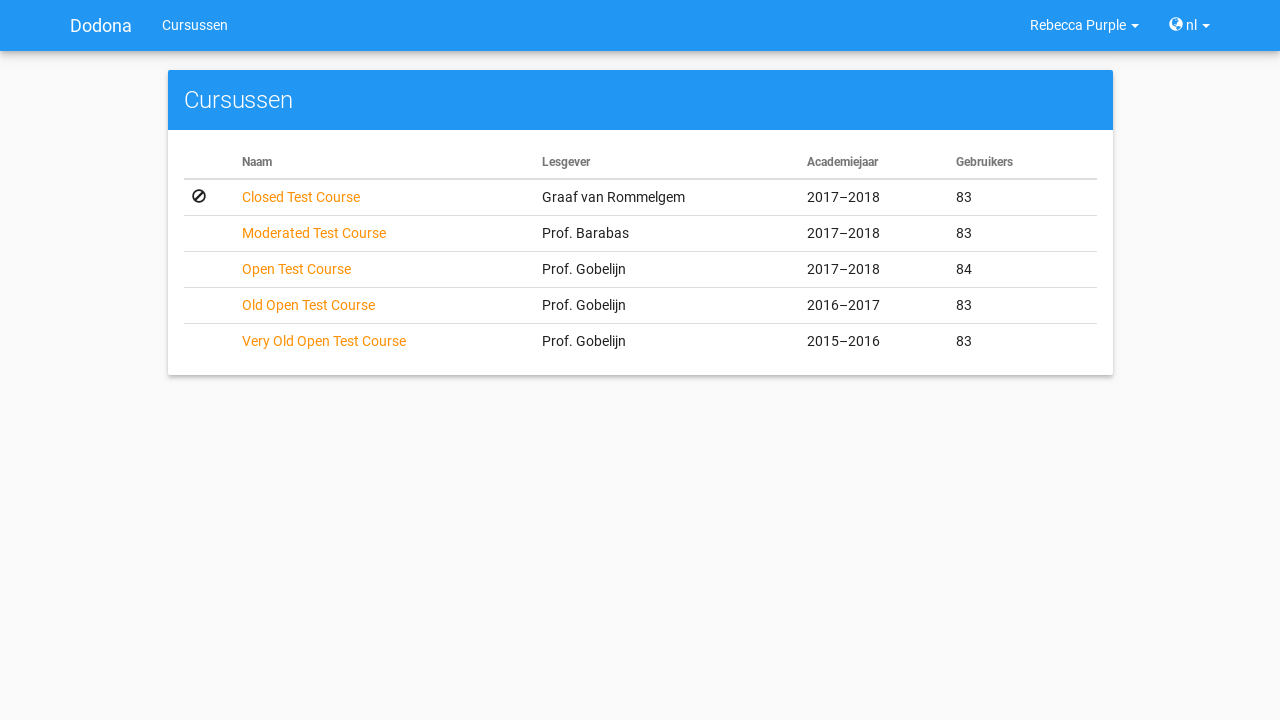 Dodona Cursussen Rebecca Purple nl
Cursussen
Naam Lesgever Academiejaar Gebruikers
Closed Test Course Graaf van Rommelgem 2017–2018 83
Moderated Test Course Prof. Barabas 2017–2018 83
Open Test Course Prof. Gobelijn 2017–2018 84
Old Open Test Course Prof. Gobelijn 2016–2017 83
Very Old Open Test Course Prof. Gobelijn 2015–2016 83